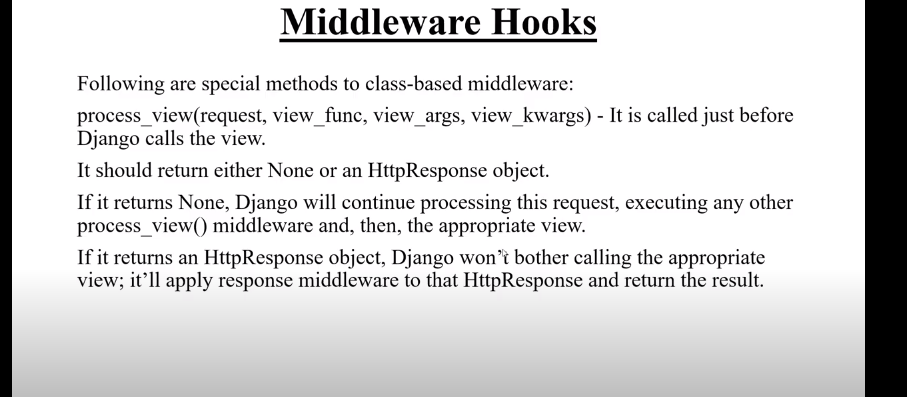 Middleware Hooks
Following are special methods to class-based middleware:
process_view(request, view_func, view_args, view_kwargs) - It is called just before
Django calls the view.
It should return either None or an HttpResponse object.
If it returns None, Django will continue processing this request, executing any other
process_view() middleware and, then, the appropriate view.
If it returns an HttpResponse object, Django won’t bother calling the appropriate
view; it’ll apply response middleware to that HttpResponse and return the result.